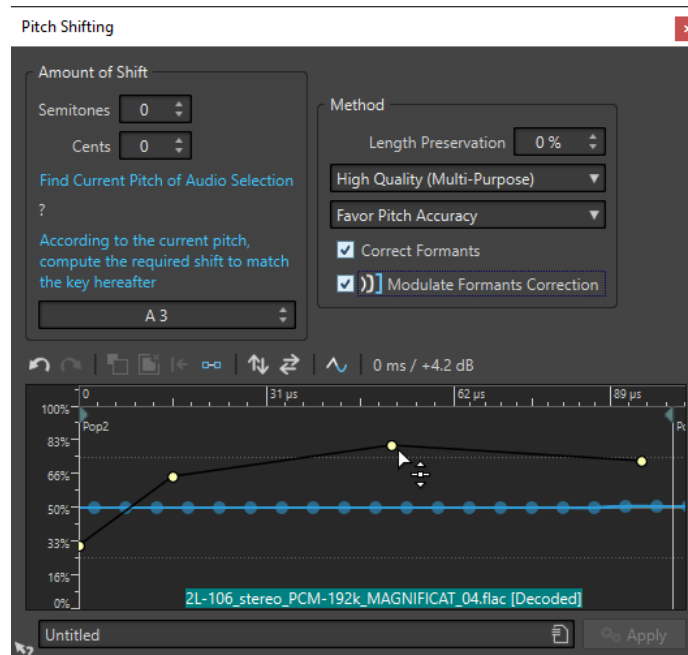 Pitch Shifting
Amount of Shift
Semitones 0
Cents 0
Find Current Pitch of Audio Selection
?
According to the current pitch,
compute the required shift to match
the key hereafter
A 3
Method
Length Preservation 0 %
High Quality (Multi-Purpose)
Favor Pitch Accuracy
Correct Formants
Modulate Formants Correction
0 ms / +4.2 dB
0 31 µs 62 µs 89 µs
100%
Pop2
83%
66%
50%
33%
16%
0%
2L-106_stereo_PCM-192k_MAGNIFICAT_04.flac [Decoded]
Untitled
Apply